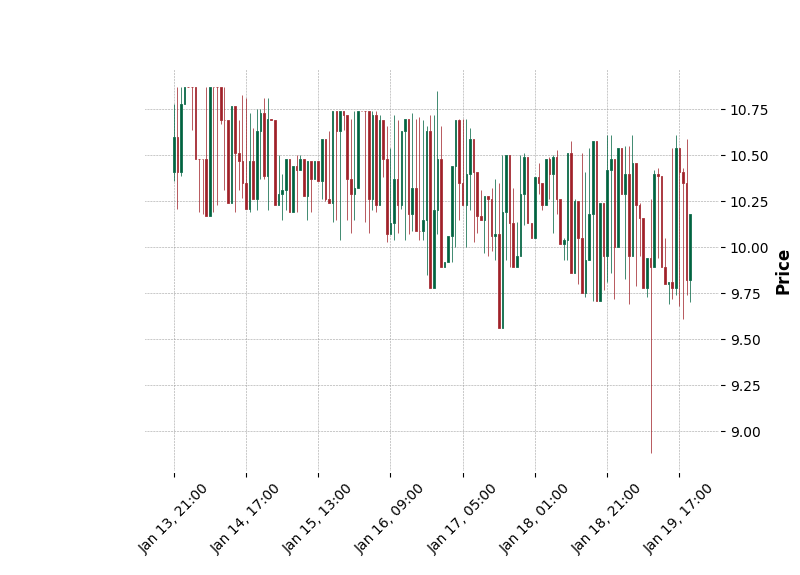 10.75
10.50
10.25
10.00
9.75
9.50
9.25
9.00
Price
Jan 13, 21:00
Jan 14, 17:00
Jan 15, 13:00
Jan 16, 09:00
Jan 17, 05:00
Jan 18, 01:00
Jan 18, 21:00
Jan 19, 17:00